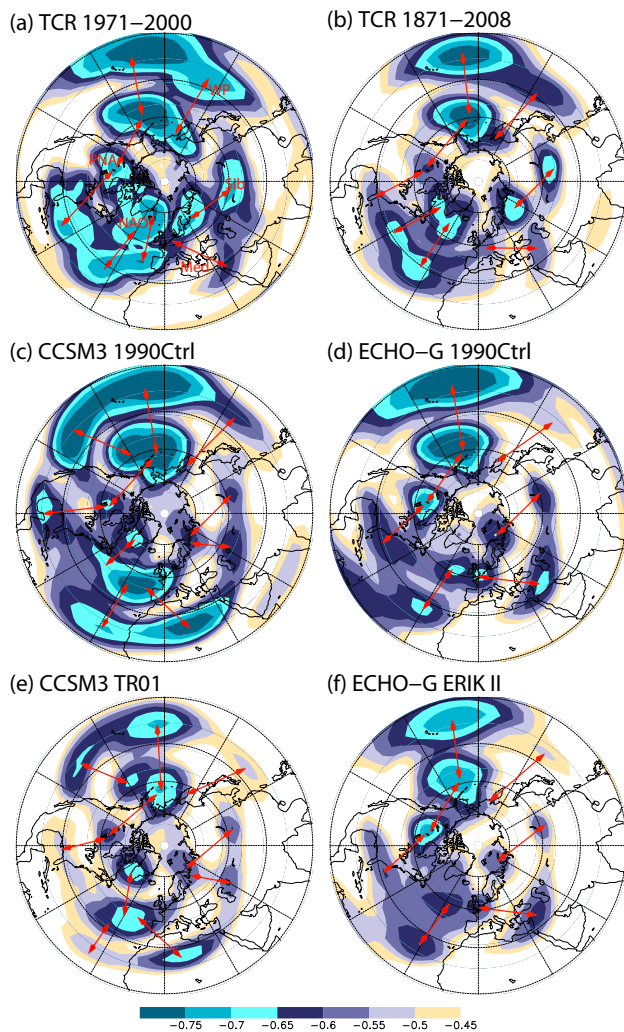 (a) TCR 1971−2000
(b) TCR 1871−2008
WP
PNA
Sib
NAO
Med
(c) CCSM3 1990Ctrl
(d) ECHO−G 1990Ctrl
(e) CCSM3 TR01
(f) ECHO−G ERIK II
−0.75 −0.7 −0.65 −0.6 −0.55 −0.5 −0.45